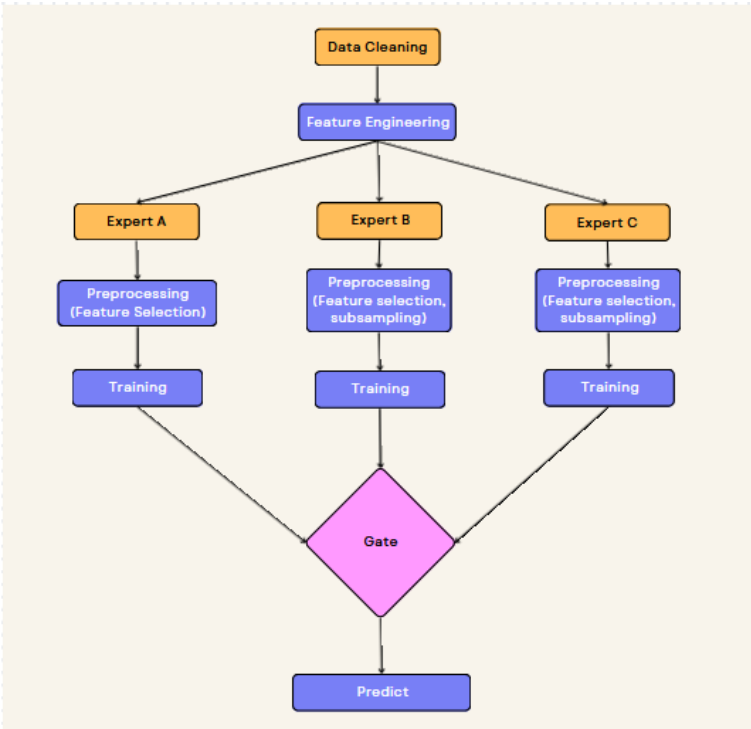 Data Cleaning
Feature Engineering
Expert A
Expert B
Expert C
Preprocessing
(Feature Selection)
Preprocessing
(Feature selection,
subsampling)
Preprocessing
(Feature selection,
subsampling)
Training
Training
Training
Gate
Predict